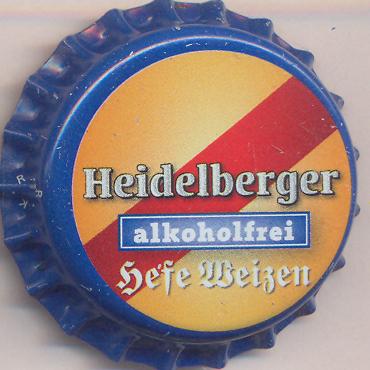 Heidelberger
alkoholfrei
Hefe Weizen